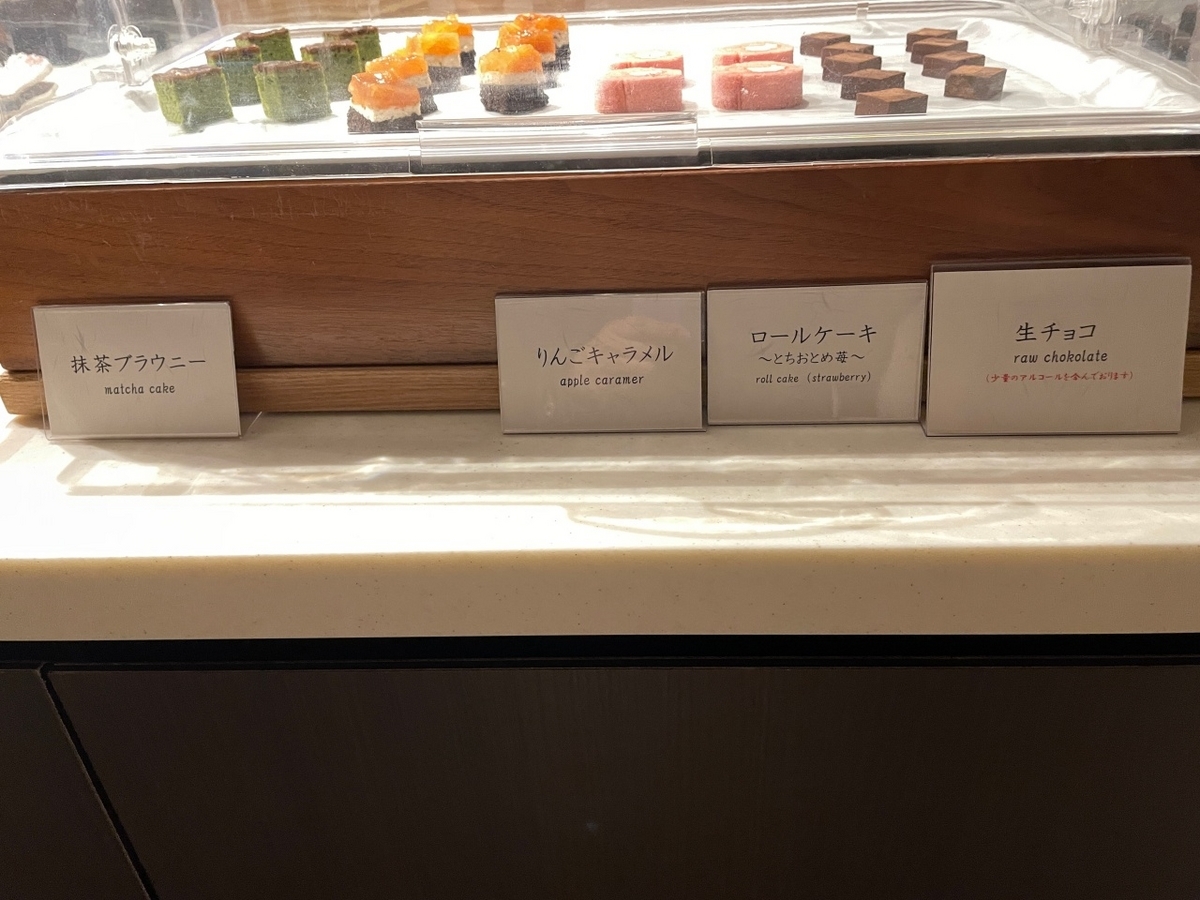 抹茶ブラウニー
matcha cake
りんごキャラメル
apple caramer
ロールケーキ
～とちおとめ苺～
roll cake（strawberry）
生チョコ
raw chokolate
（少量のアルコールを含んでおります）